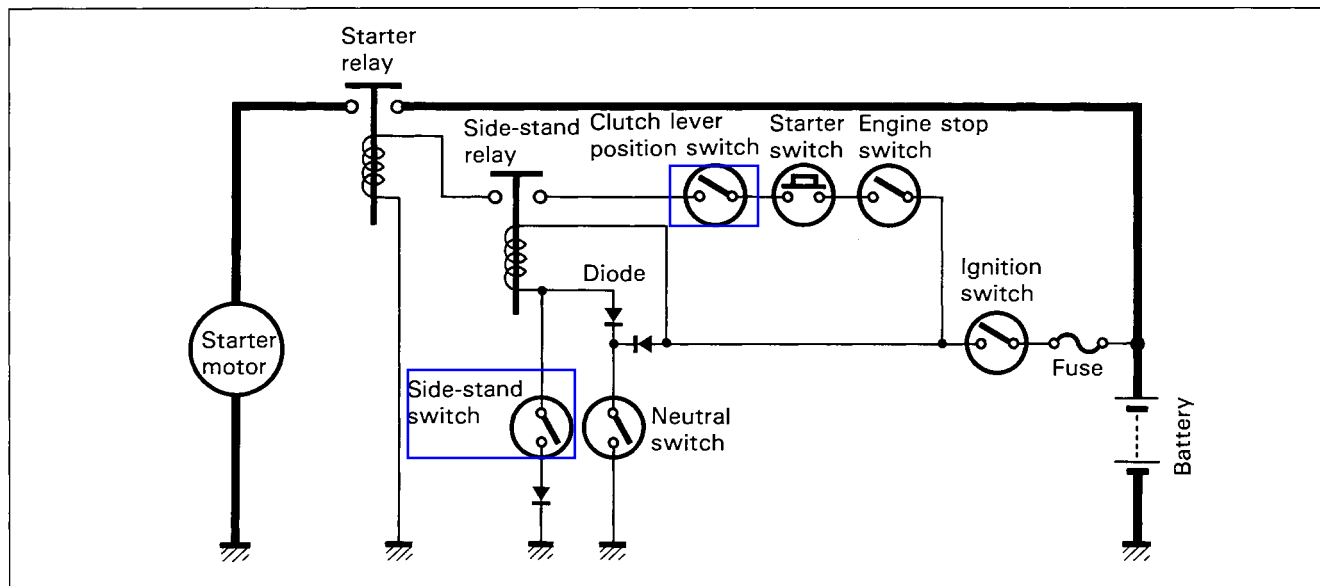 Starter
relay
Side-stand
relay
Clutch lever
position switch
Starter
switch
Engine stop
switch
Diode
Ignition
switch
Fuse
Starter
motor
Side-stand
switch
Neutral
switch
Battery